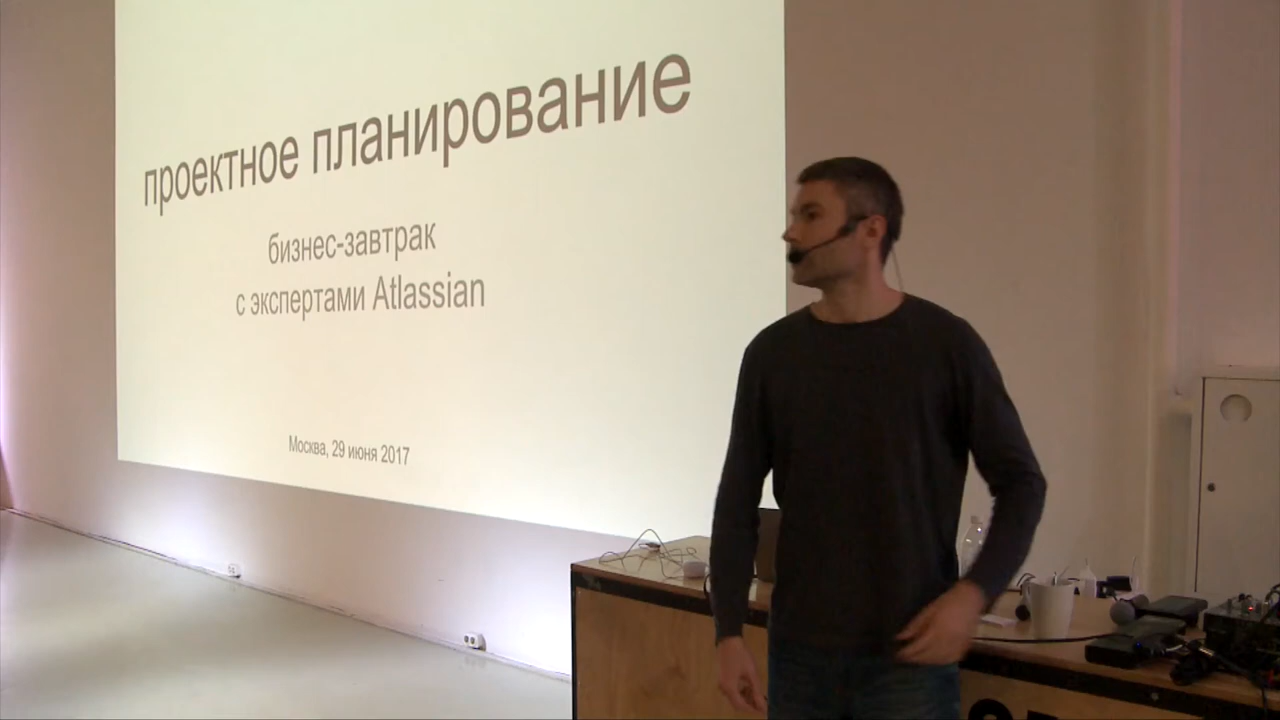 проектное планирование
бизнес-завтрак
с экспертами Atlassian
Москва, 29 июня 2017